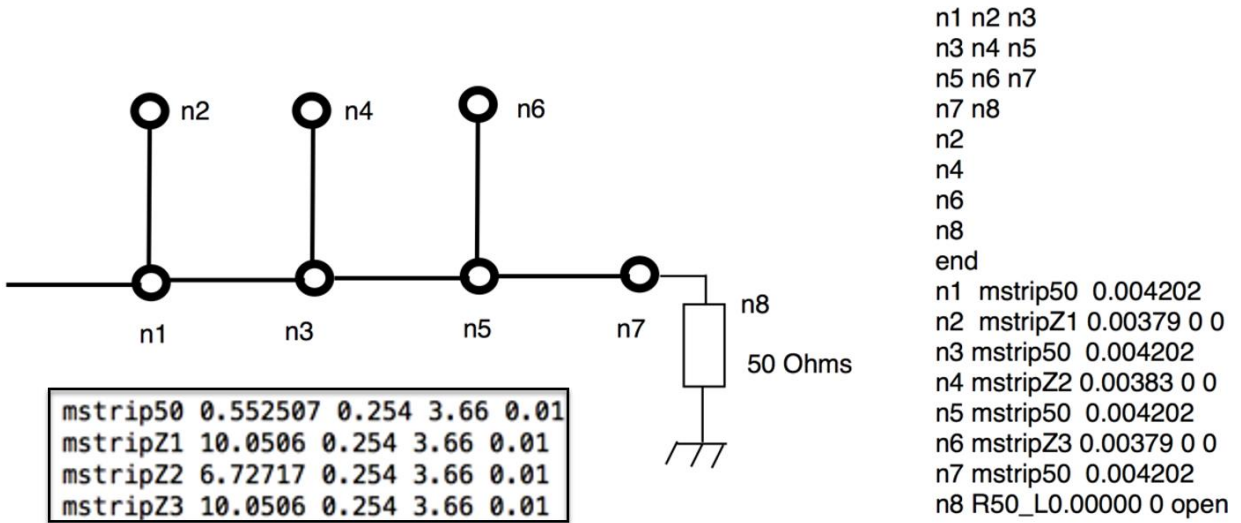 n2
n4
n6
n1
n3
n5
n7
n8
50 Ohms
mstrip50 0.552507 0.254 3.66 0.01
mstripZ1 10.0506 0.254 3.66 0.01
mstripZ2 6.72717 0.254 3.66 0.01
mstripZ3 10.0506 0.254 3.66 0.01
n1 n2 n3
n3 n4 n5
n5 n6 n7
n7 n8
n2
n4
n6
n8
end
n1 mstrip50 0.004202
n2 mstripZ1 0.00379 0 0
n3 mstrip50 0.004202
n4 mstripZ2 0.00383 0 0
n5 mstrip50 0.004202
n6 mstripZ3 0.00379 0 0
n7 mstrip50 0.004202
n8 R50_L0.00000 0 open